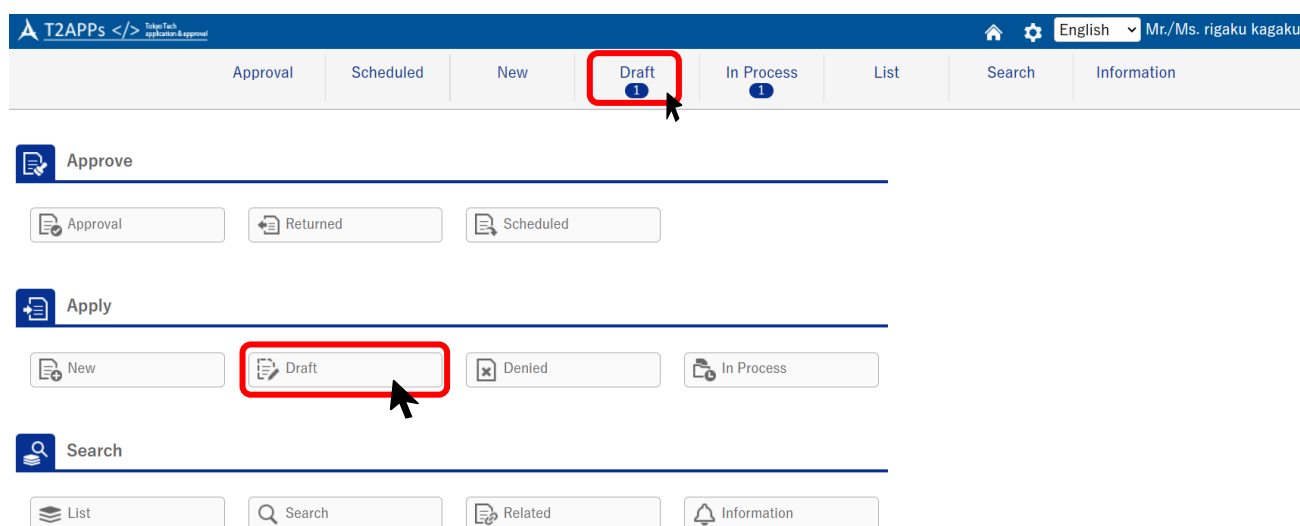 T2APPs </> Tokyo Tech application & approval English Mr./Ms. rigaku kagaku
Approval Scheduled New Draft In Process List Search Information
1 1
Approve
Approval Returned Scheduled
Apply
New Draft Denied In Process
Search
List Search Related Information